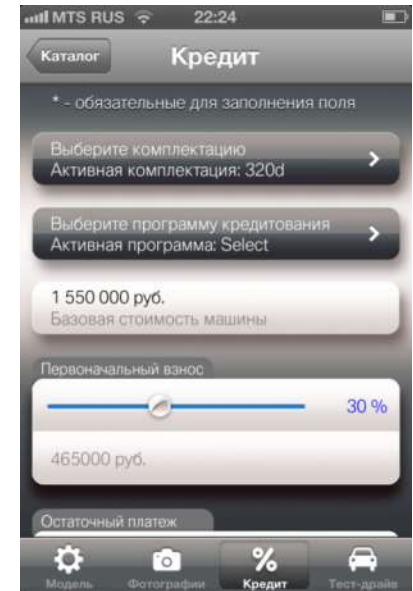 MTS RUS 22:24
Каталог
Кредит
* - обязательные для заполнения поля
Выберите комплектацию
Активная комплектация: 320d
Выберите программу кредитования
Активная программа: Select
1 550 000 руб.
Базовая стоимость машины
Первоначальный взнос
30 %
465000 руб.
Остаточный платеж
Модель Фотографии Кредит Тест-драйв